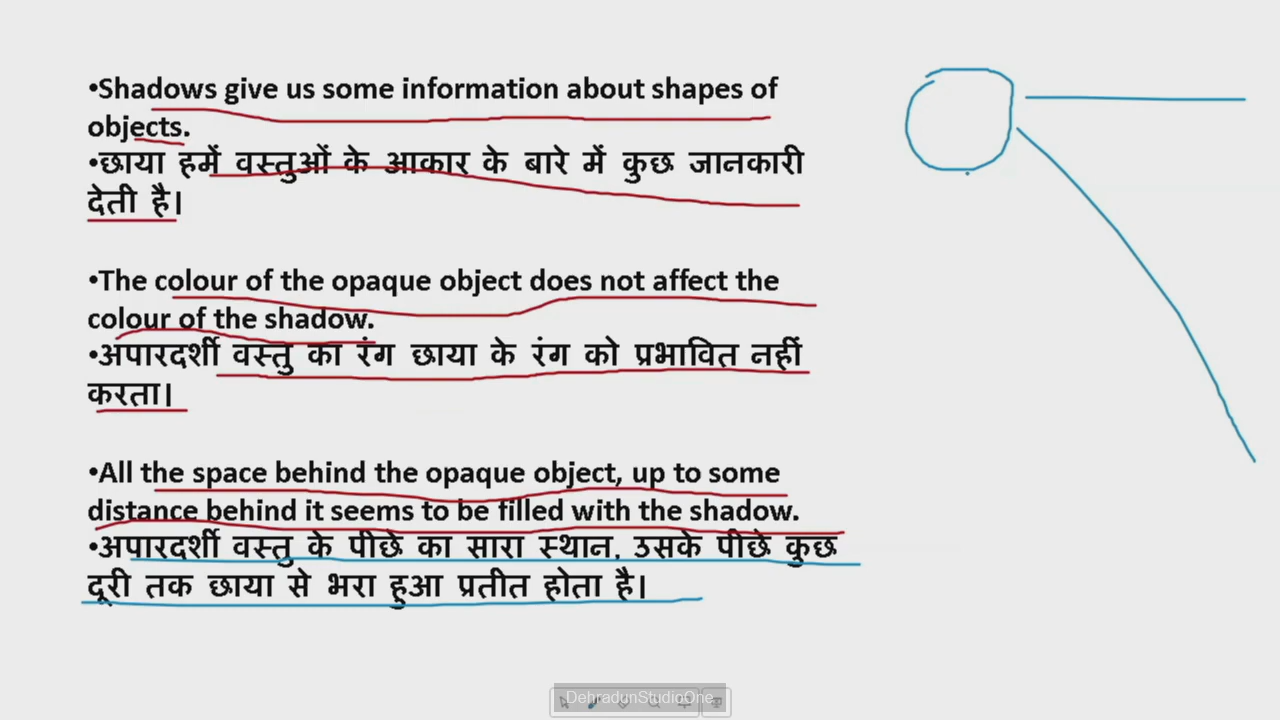 •Shadows give us some information about shapes of
objects.
•छाया हमें वस्तुओं के आकार के बारे में कुछ जानकारी
देती है।
•The colour of the opaque object does not affect the
colour of the shadow.
•अपारदर्शी वस्तु का रंग छाया के रंग को प्रभावित नहीं
करता।
•All the space behind the opaque object, up to some
distance behind it seems to be filled with the shadow.
•अपारदर्शी वस्तु के पीछे का सारा स्थान, उसके पीछे कुछ
दूरी तक छाया से भरा हुआ प्रतीत होता है।
DehradunStudioOne